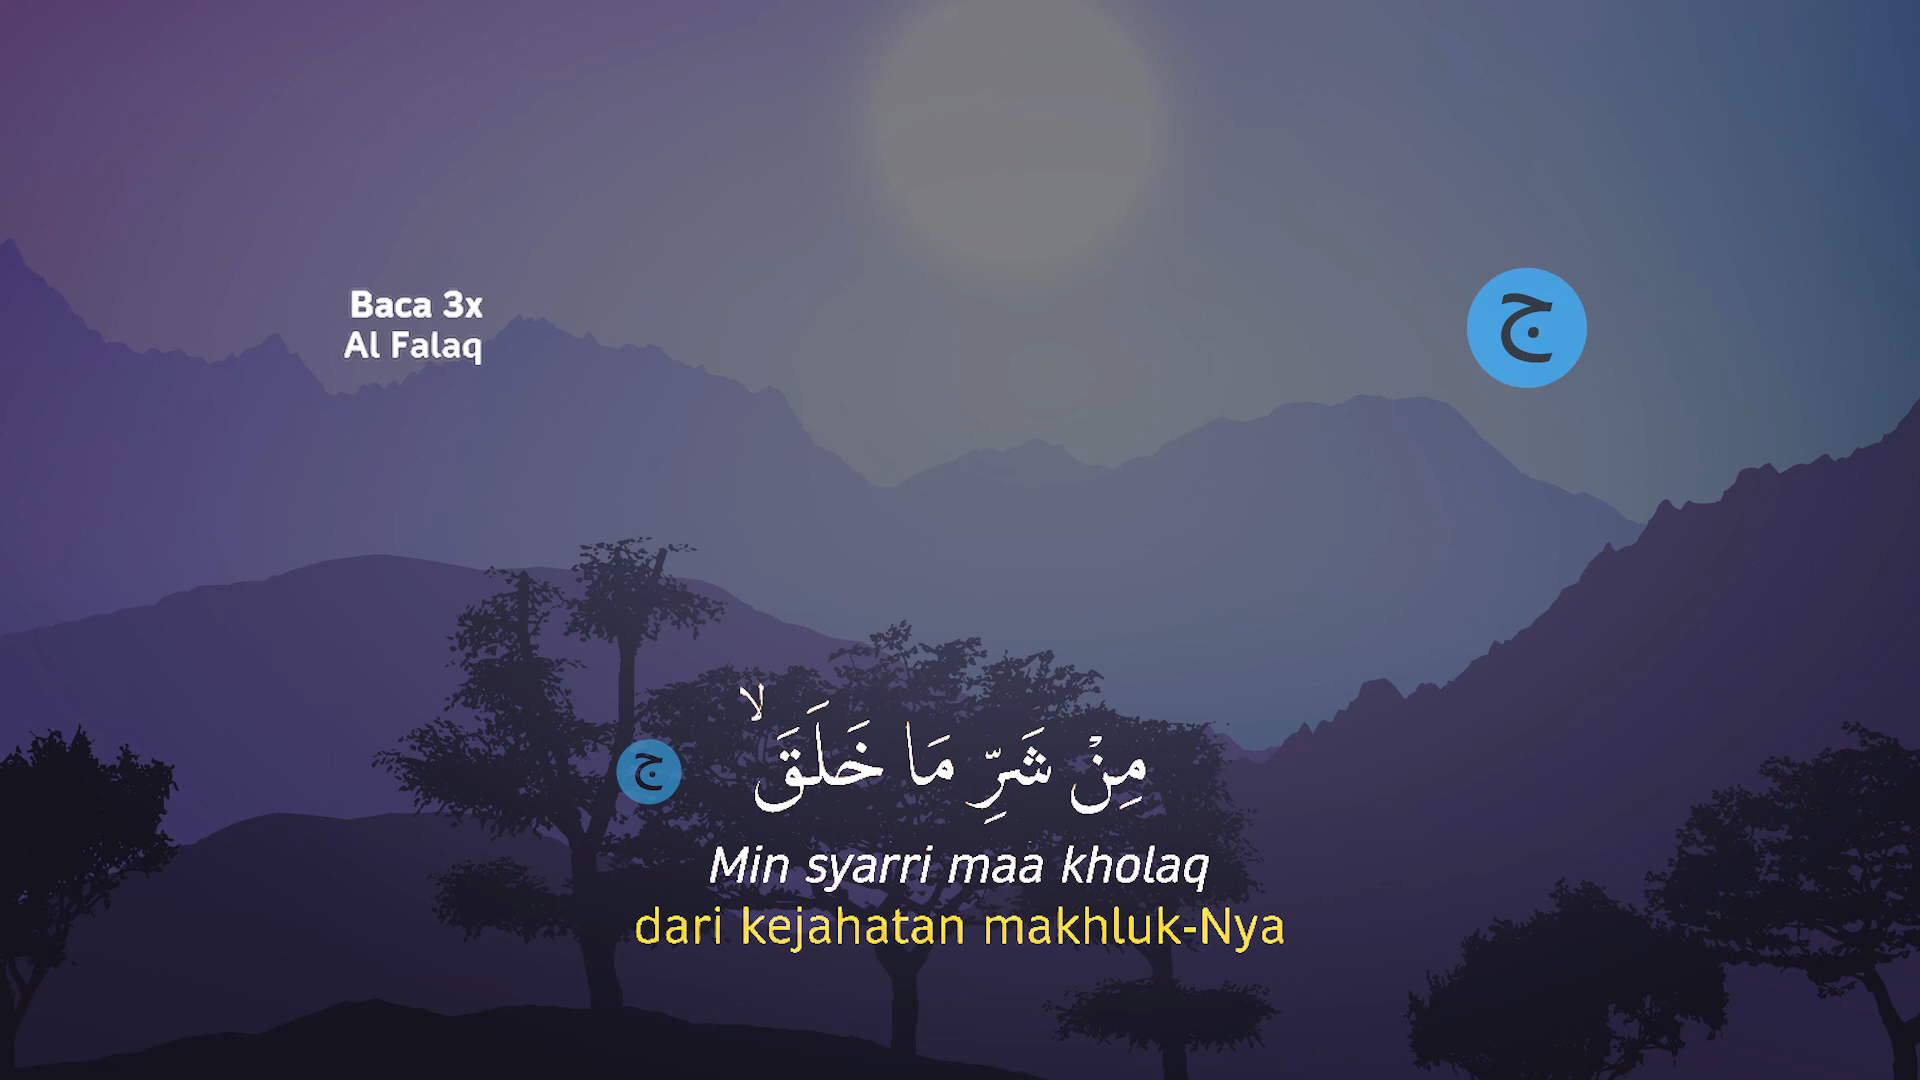 Baca 3x
Al Falaq
ج
مِنْ شَرِّ مَا خَلَقَۙ
ج
Min syarri maa kholaq
dari kejahatan makhluk-Nya